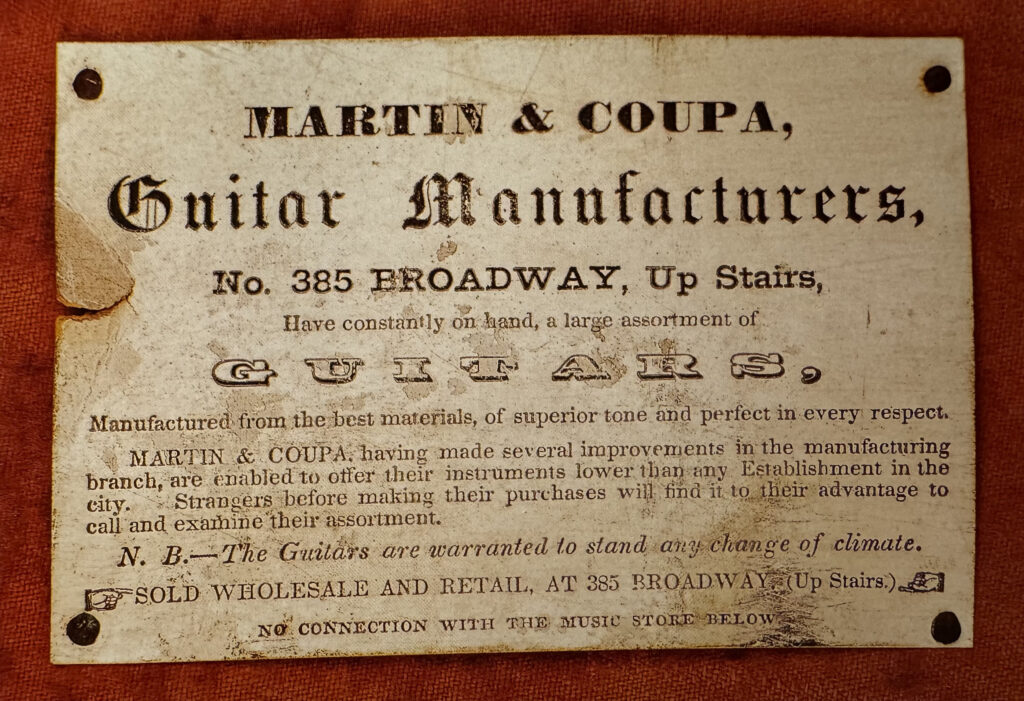 MARTIN & COUPA,
Guitar Manufacturers,
No. 385 BROADWAY, Up Stairs,
Have constantly on hand, a large assortment of
GUITARS,
Manufactured from the best materials, of superior tone and perfect in every respect.
MARTIN & COUPA, having made several improvements in the manufacturing
branch, are enabled to offer their instruments lower than any Establishment in the
city. Strangers before making their purchases will find it to their advantage to
call and examine their assortment.
N. B.—The Guitars are warranted to stand any change of climate.
SOLD WHOLESALE AND RETAIL, AT 385 BROADWAY, (Up Stairs.)
NO CONNECTION WITH THE MUSIC STORE BELOW